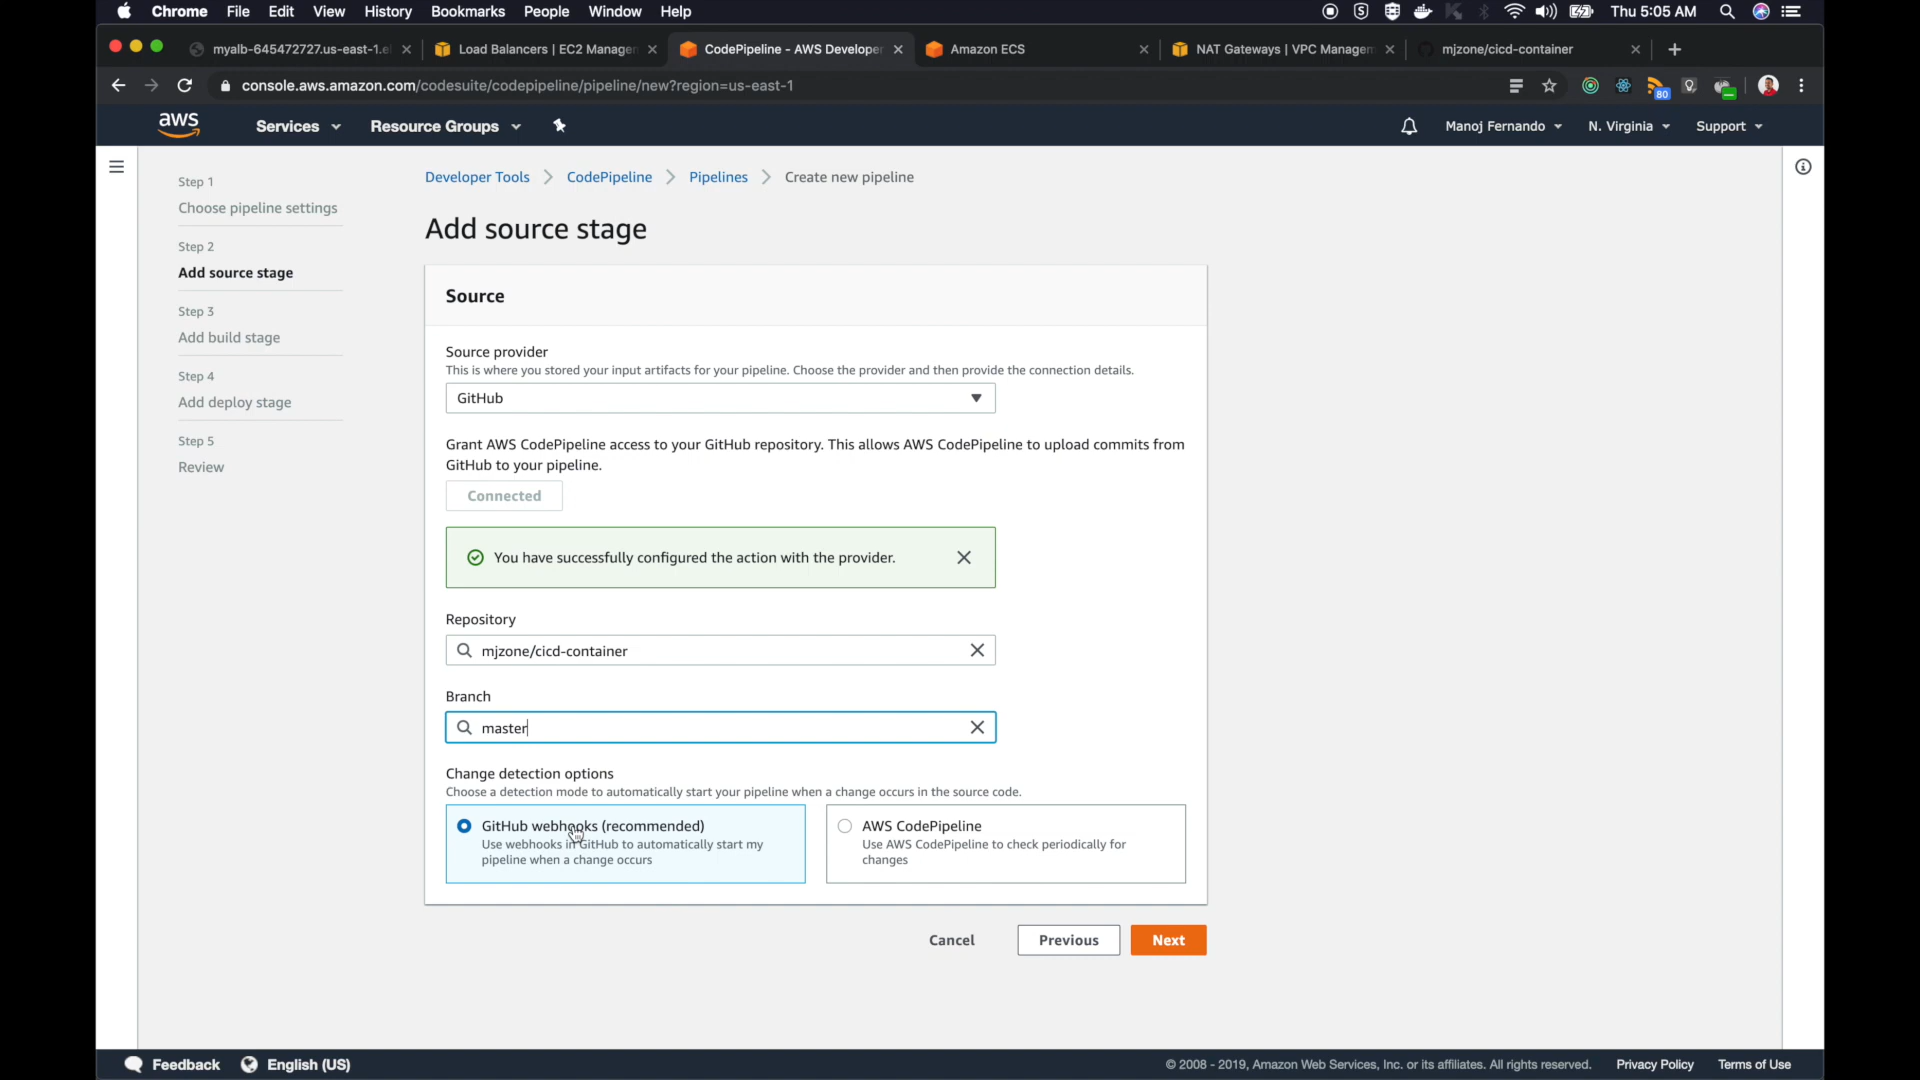 Chrome File Edit View History Bookmarks People Window Help Thu 5:05 AM
myalb-645472727.us-east-1.el Load Balancers | EC2 Managem CodePipeline - AWS Developer Amazon ECS NAT Gateways | VPC Managem mjzone/cicd-container
console.aws.amazon.com/codesuite/codepipeline/pipeline/new?region=us-east-1 80
aws Services Resource Groups Manoj Fernando N. Virginia Support
Step 1
Choose pipeline settings
Step 2
Add source stage
Step 3
Add build stage
Step 4
Add deploy stage
Step 5
Review
Developer Tools CodePipeline Pipelines Create new pipeline
Add source stage
Source
Source provider
This is where you stored your input artifacts for your pipeline. Choose the provider and then provide the connection details.
GitHub
Grant AWS CodePipeline access to your GitHub repository. This allows AWS CodePipeline to upload commits from
GitHub to your pipeline.
Connected
You have successfully configured the action with the provider.
Repository
mjzone/cicd-container
Branch
master
Change detection options
Choose a detection mode to automatically start your pipeline when a change occurs in the source code.
GitHub webhooks (recommended)
Use webhooks in GitHub to automatically start my
pipeline when a change occurs
AWS CodePipeline
Use AWS CodePipeline to check periodically for
changes
Cancel Previous Next
Feedback English (US) © 2008 - 2019, Amazon Web Services, Inc. or its affiliates. All rights reserved. Privacy Policy Terms of Use